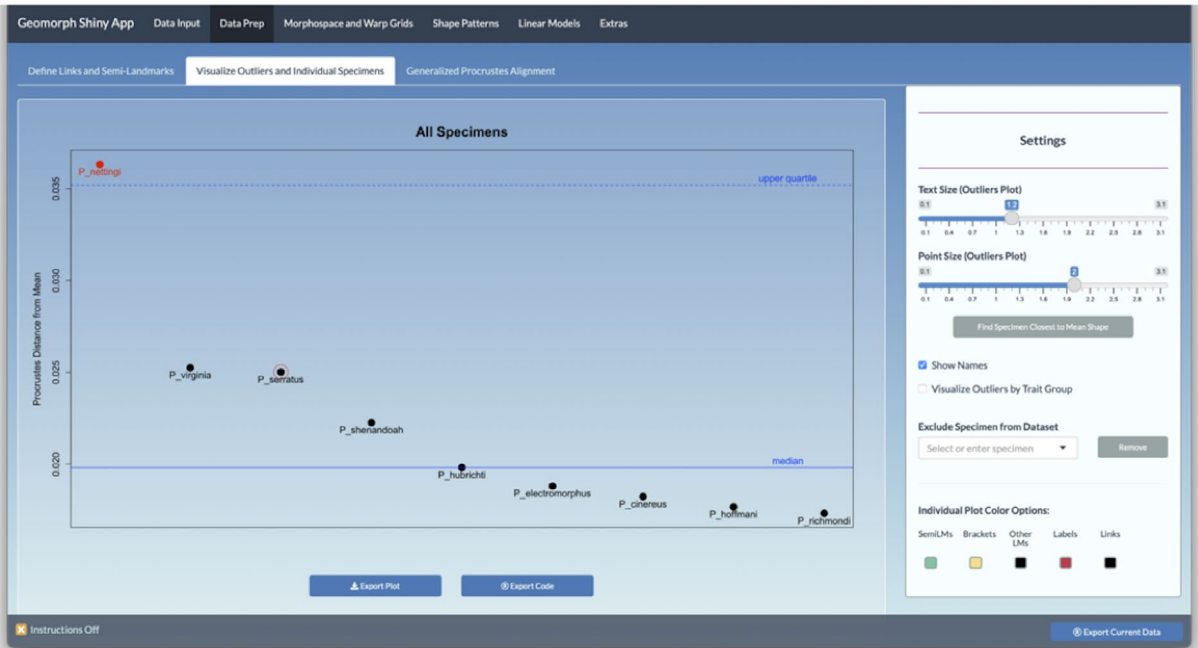 Geomorph Shiny App Data Input Data Prep Morphospace and Warp Grids Shape Patterns Linear Models Extras
Define Links and Semi-Landmarks Visualize Outliers and Individual Specimens Generalized Procrustes Alignment
All Specimens
Procrustes Distance from Mean
0.035
0.030
0.025
0.020
P_nettingi
upper quartile
P_virginia
P_serratus
P_shenandoah
median
P_hubrichti
P_electromorphus
P_cinereus
P_hoffmani
P_richmondi
Export Plot
Export Code
Settings
Text Size (Outliers Plot)
0.1 1.2 3.1
0.1 0.4 0.7 1 1.3 1.6 1.9 2.2 2.5 2.8 3.1
Point Size (Outliers Plot)
0.1 2 3.1
0.1 0.4 0.7 1 1.3 1.6 1.9 2.2 2.5 2.8 3.1
Find Specimen Closest to Mean Shape
Show Names
Visualize Outliers by Trait Group
Exclude Specimen from Dataset
Select or enter specimen Remove
Individual Plot Color Options:
SemiLMs Brackets Other Labels Links
LMs
Instructions Off
Export Current Data